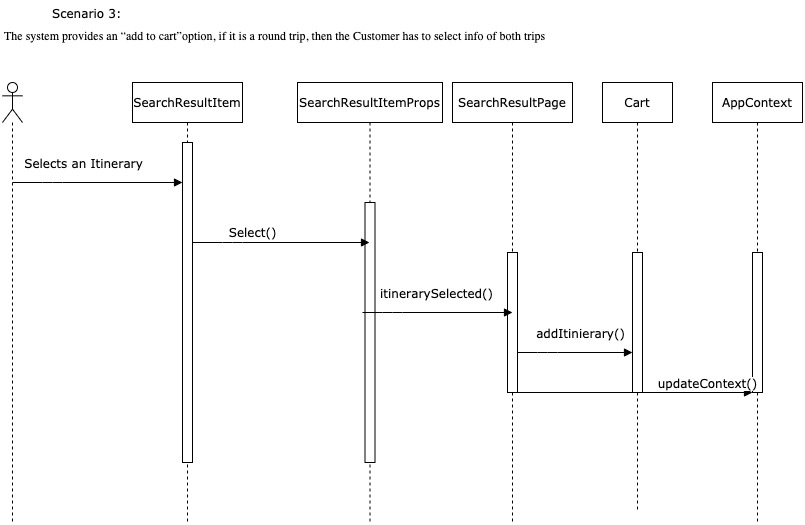 Scenario 3:
The system provides an “add to cart”option, if it is a round trip, then the Customer has to select info of both trips
SearchResultItem
SearchResultItemProps
SearchResultPage
Cart
AppContext
Selects an Itinerary
Select()
itinerarySelected()
addItinierary()
updateContext()